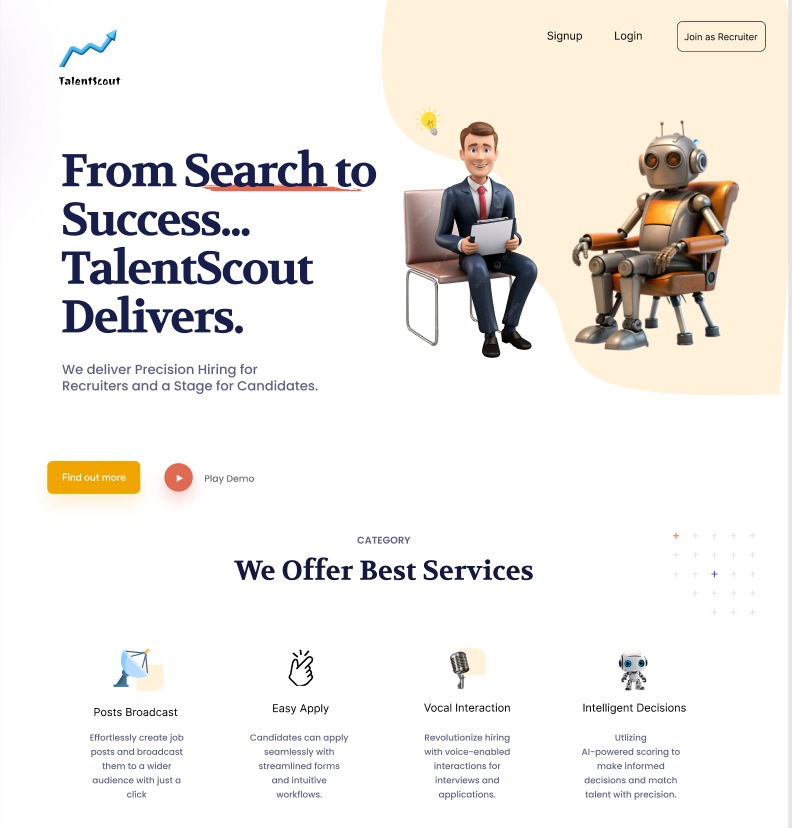 TalentScout
Signup
Login
Join as Recruiter
From Search to
Success...
TalentScout
Delivers.
We deliver Precision Hiring for
Recruiters and a Stage for Candidates.
Find out more
Play Demo
CATEGORY
We Offer Best Services
Posts Broadcast
Effortlessly create job
posts and broadcast
them to a wider
audience with just a
click
Easy Apply
Candidates can apply
seamlessly with
streamlined forms
and intuitive
workflows.
Vocal Interaction
Revolutionize hiring
with voice-enabled
interactions for
interviews and
applications.
Intelligent Decisions
Utlizing
AI-powered scoring to
make informed
decisions and match
talent with precision.